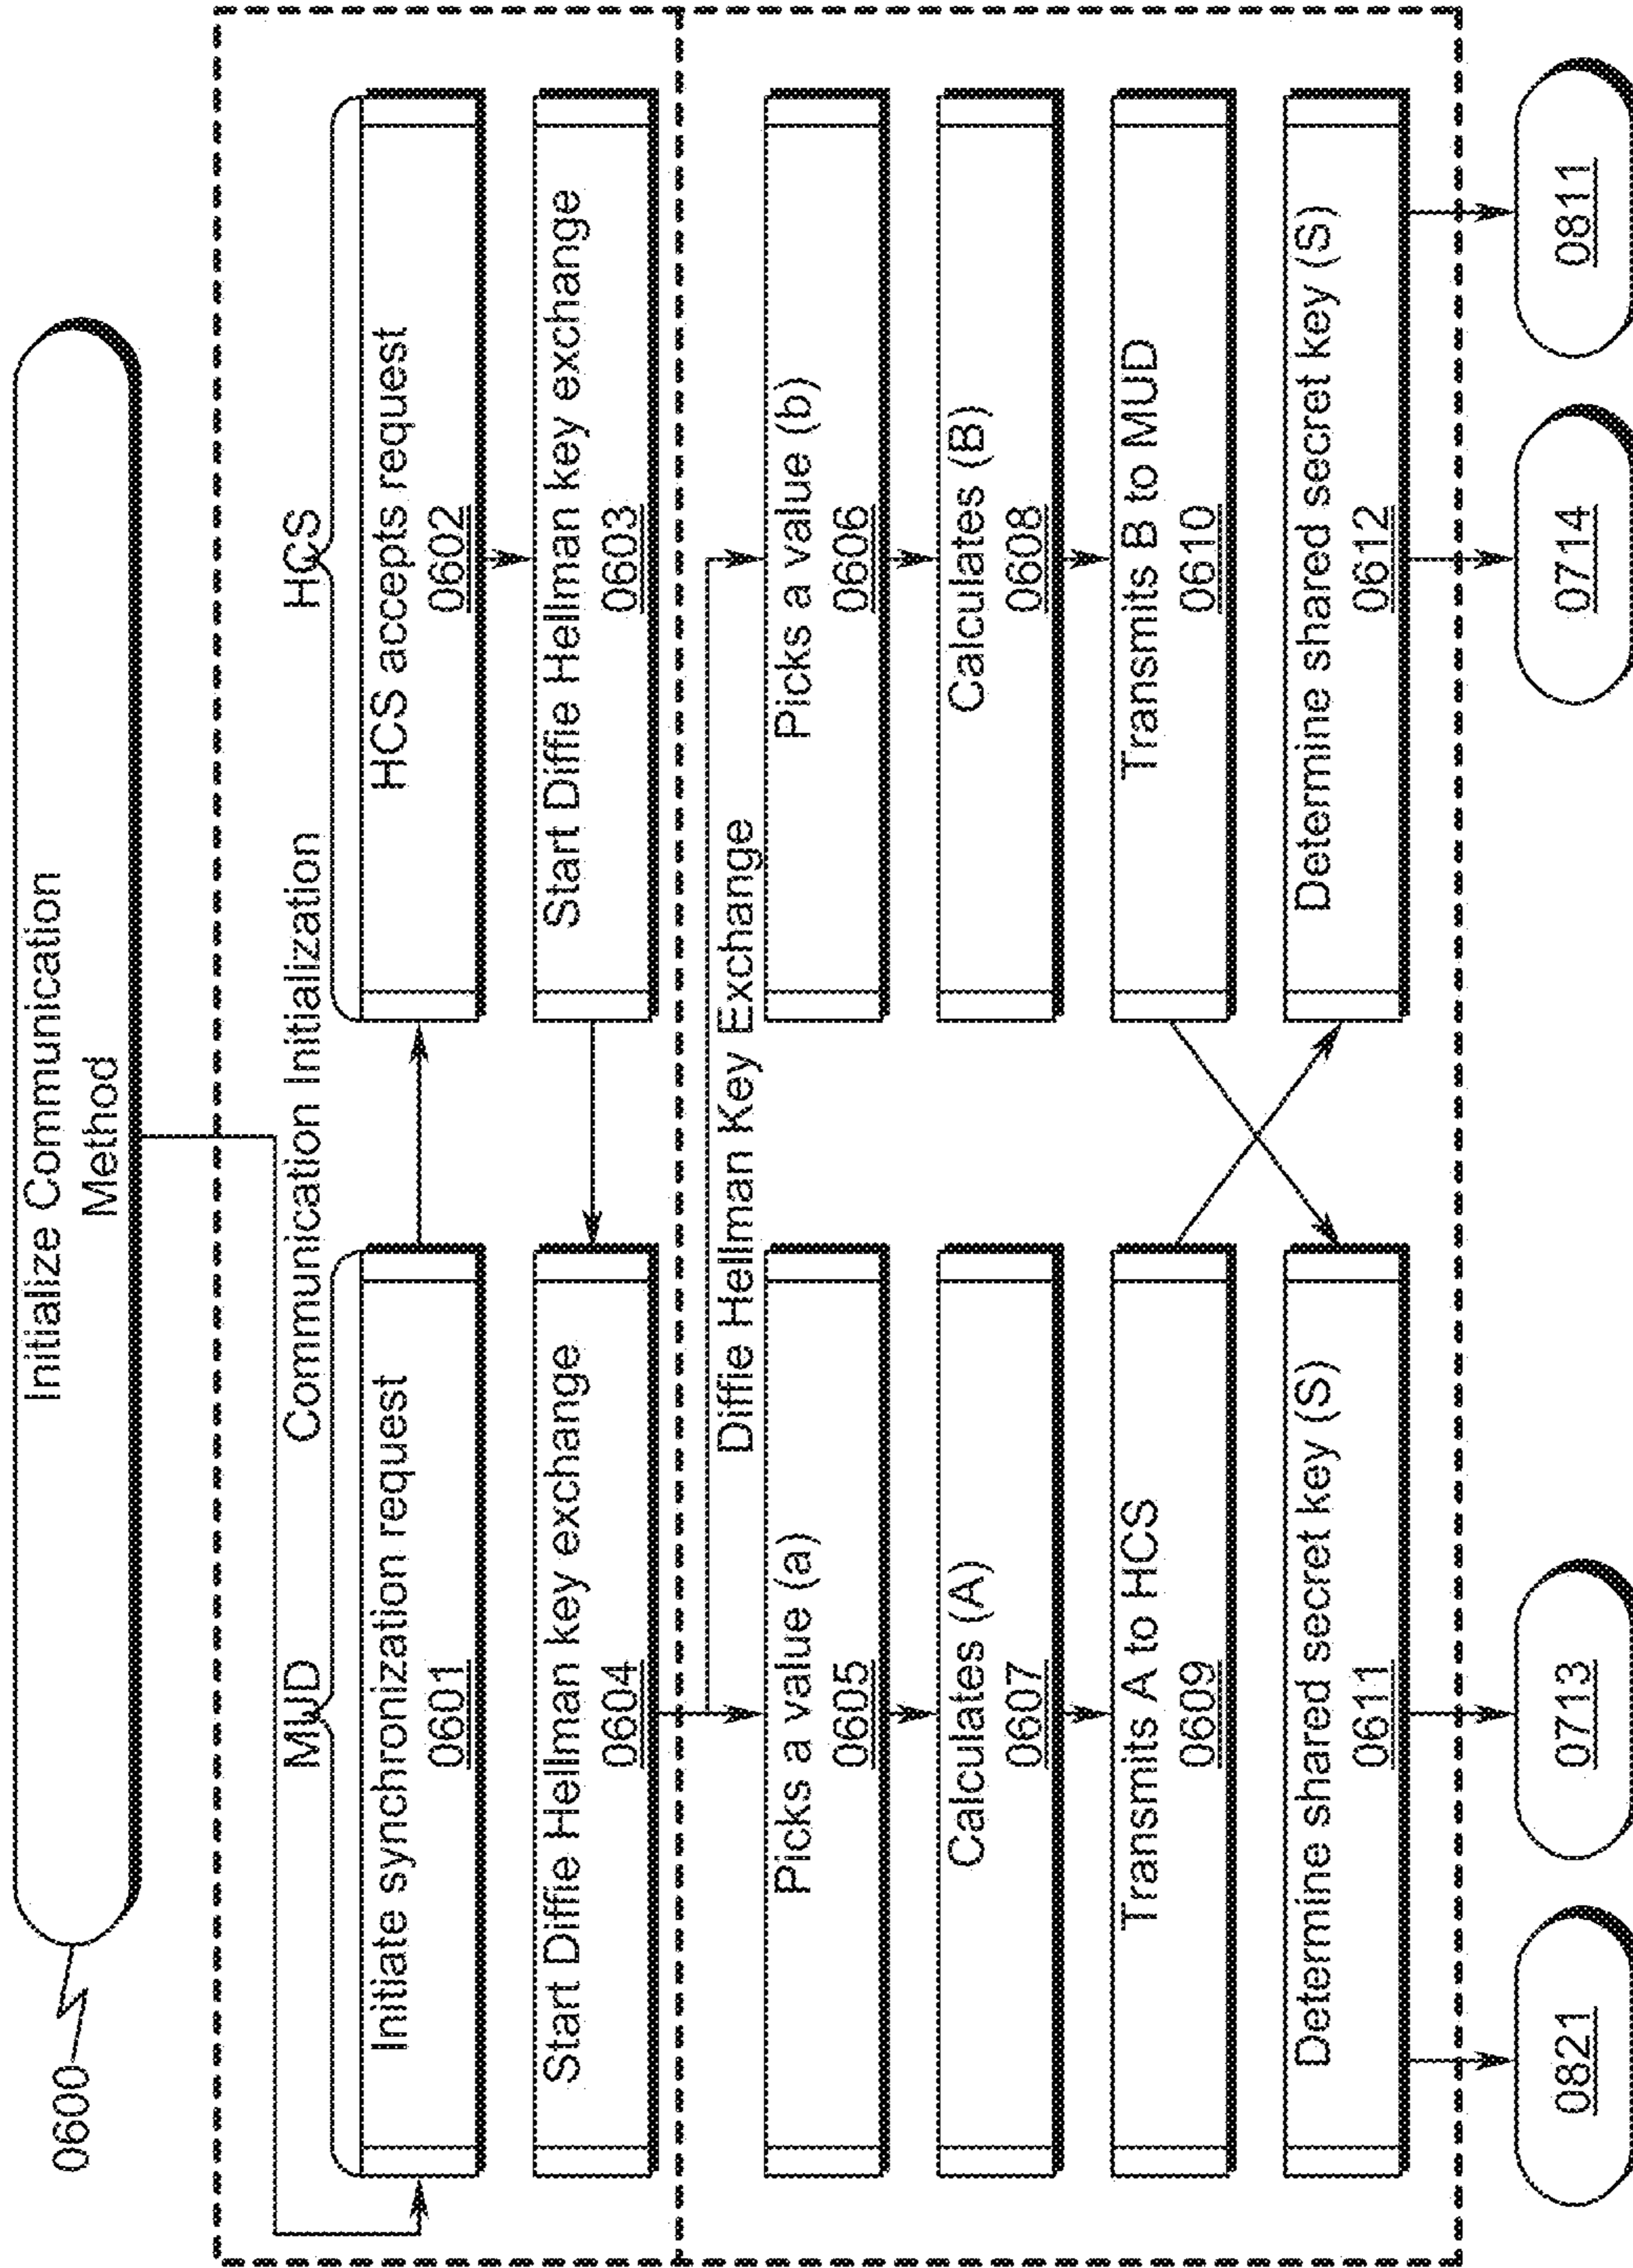 Initialize Communication
Method
0600
MUD
Communication Initialization
HCS
Initiate synchronization request
0601
HCS accepts request
0602
Start Diffie Hellman key exchange
0604
Start Diffie Hellman key exchange
0603
Diffie Hellman Key Exchange
Picks a value (a)
0605
Picks a value (b)
0606
Calculates (A)
0607
Calculates (B)
0608
Transmits A to HCS
0609
Transmits B to MUD
0610
Determine shared secret key (S)
0611
Determine shared secret key (S)
0612
0821
0713
0714
0811